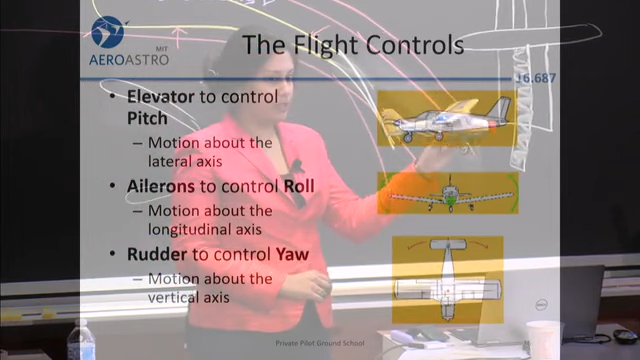 MIT
AEROASTRO
The Flight Controls
16.687
• Elevator to control
Pitch
– Motion about the
lateral axis
• Ailerons to control Roll
– Motion about the
longitudinal axis
• Rudder to control Yaw
– Motion about the
vertical axis
Private Pilot Ground School
DELL